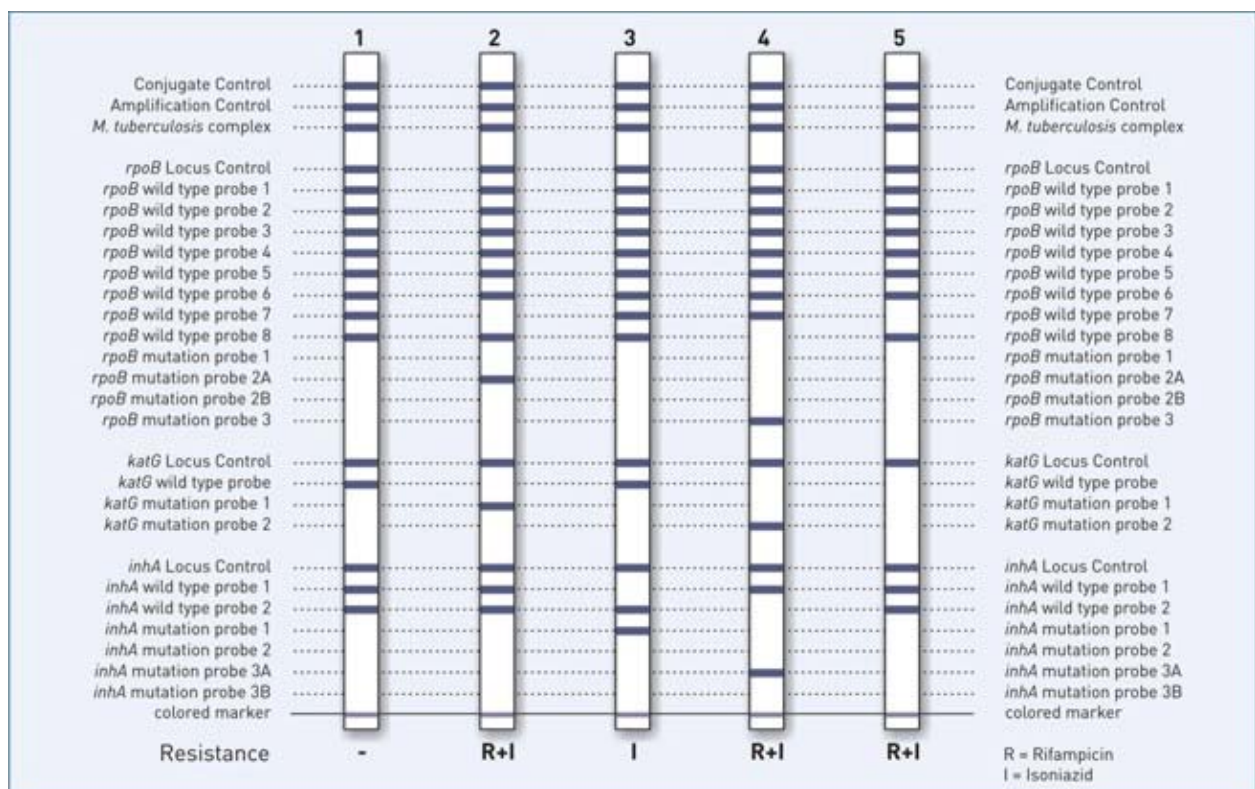 1 2 3 4 5
Conjugate Control Conjugate Control
Amplification Control Amplification Control
M. tuberculosis complex M. tuberculosis complex
rpoB Locus Control rpoB Locus Control
rpoB wild type probe 1 rpoB wild type probe 1
rpoB wild type probe 2 rpoB wild type probe 2
rpoB wild type probe 3 rpoB wild type probe 3
rpoB wild type probe 4 rpoB wild type probe 4
rpoB wild type probe 5 rpoB wild type probe 5
rpoB wild type probe 6 rpoB wild type probe 6
rpoB wild type probe 7 rpoB wild type probe 7
rpoB wild type probe 8 rpoB wild type probe 8
rpoB mutation probe 1 rpoB mutation probe 1
rpoB mutation probe 2A rpoB mutation probe 2A
rpoB mutation probe 2B rpoB mutation probe 2B
rpoB mutation probe 3 rpoB mutation probe 3
katG Locus Control katG Locus Control
katG wild type probe katG wild type probe
katG mutation probe 1 katG mutation probe 1
katG mutation probe 2 katG mutation probe 2
inhA Locus Control inhA Locus Control
inhA wild type probe 1 inhA wild type probe 1
inhA wild type probe 2 inhA wild type probe 2
inhA mutation probe 1 inhA mutation probe 1
inhA mutation probe 2 inhA mutation probe 2
inhA mutation probe 3A inhA mutation probe 3A
inhA mutation probe 3B inhA mutation probe 3B
colored marker colored marker
Resistance - R+I I R+I R+I R = Rifampicin
I = Isoniazid